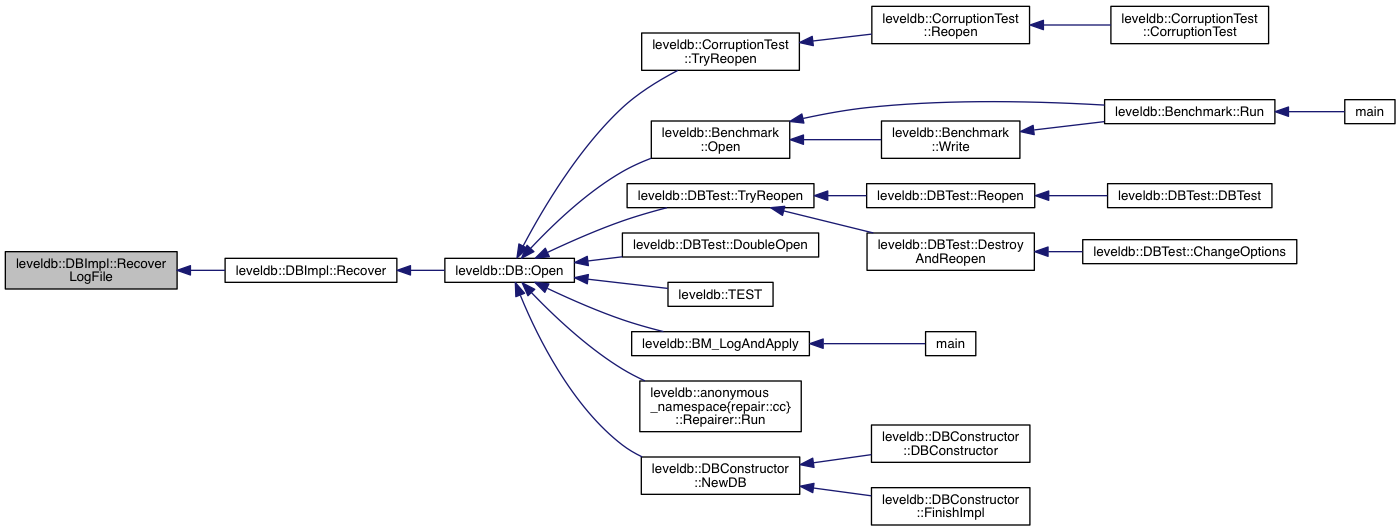 leveldb::DBImpl::Recover
LogFile
leveldb::DBImpl::Recover
leveldb::DB::Open
leveldb::CorruptionTest
::TryReopen
leveldb::CorruptionTest
::Reopen
leveldb::CorruptionTest
::CorruptionTest
leveldb::Benchmark
::Open
leveldb::Benchmark
::Write
leveldb::Benchmark::Run
main
leveldb::DBTest::TryReopen
leveldb::DBTest::Reopen
leveldb::DBTest::DBTest
leveldb::DBTest::Destroy
AndReopen
leveldb::DBTest::ChangeOptions
leveldb::DBTest::DoubleOpen
leveldb::TEST
leveldb::BM_LogAndApply
main
leveldb::anonymous
_namespace{repair::cc}
::Repairer::Run
leveldb::DBConstructor
::NewDB
leveldb::DBConstructor
::DBConstructor
leveldb::DBConstructor
::FinishImpl